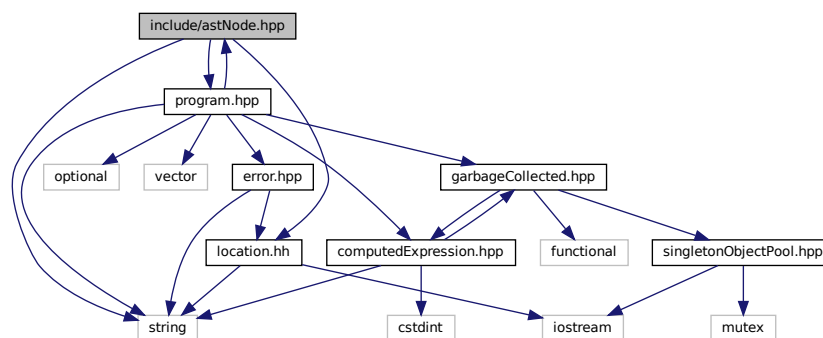 include/astNode.hpp
program.hpp
optional
vector
error.hpp
garbageCollected.hpp
location.hh
computedExpression.hpp
functional
singletonObjectPool.hpp
string
cstdint
iostream
mutex